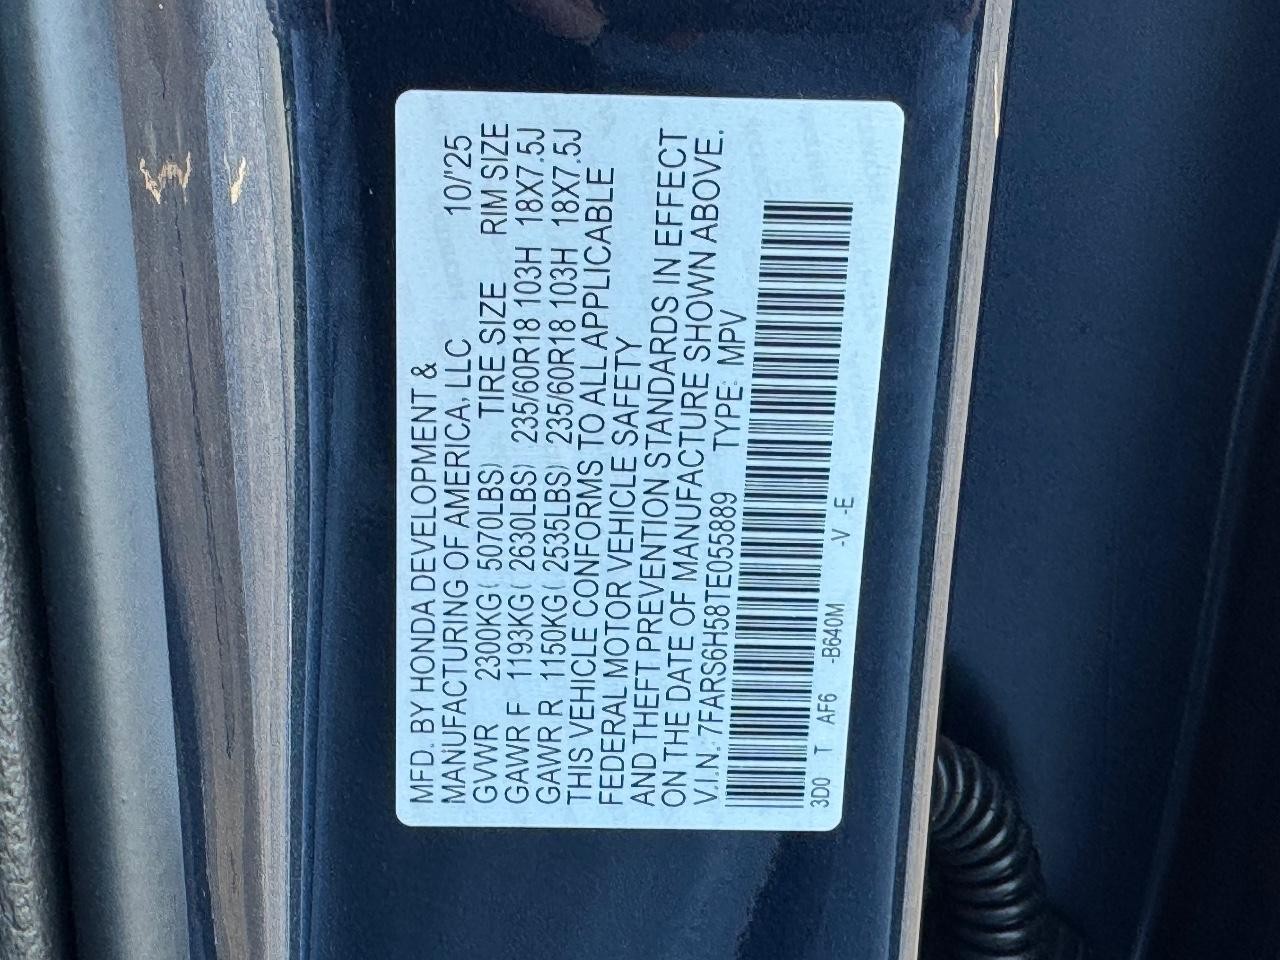 MFD. BY HONDA DEVELOPMENT &
MANUFACTURING OF AMERICA, LLC 10/'25
GVWR 2300KG( 5070LBS) TIRE SIZE RIM SIZE
GAWR F 1193KG( 2630LBS) 235/60R18 103H 18X7.5J
GAWR R 1150KG( 2535LBS) 235/60R18 103H 18X7.5J
THIS VEHICLE CONFORMS TO ALL APPLICABLE
FEDERAL MOTOR VEHICLE SAFETY
AND THEFT PREVENTION STANDARDS IN EFFECT
ON THE DATE OF MANUFACTURE SHOWN ABOVE.
V.I.N.: 7FARS6H58TE055889 TYPE: MPV
3D0 T AF6 -B640M -V -E